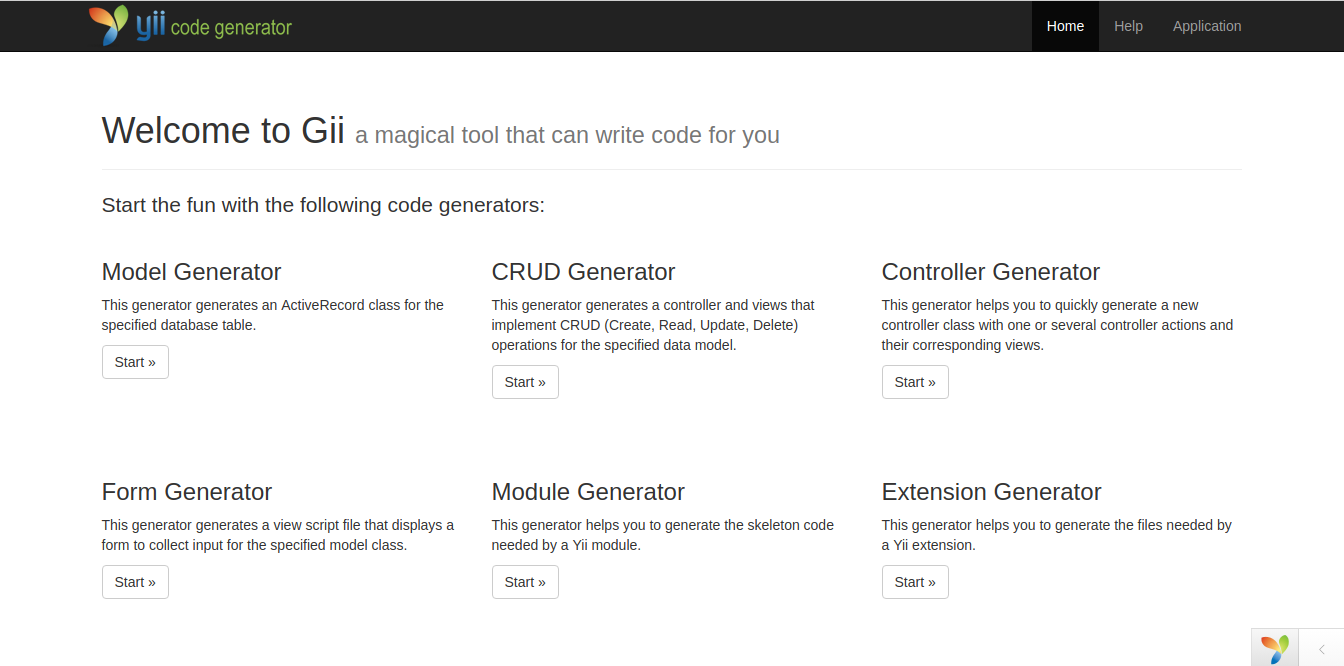 yii code generator
Home
Help
Application
Welcome to Gii a magical tool that can write code for you
Start the fun with the following code generators:
Model Generator
This generator generates an ActiveRecord class for the
specified database table.
Start »
CRUD Generator
This generator generates a controller and views that
implement CRUD (Create, Read, Update, Delete)
operations for the specified data model.
Start »
Controller Generator
This generator helps you to quickly generate a new
controller class with one or several controller actions and
their corresponding views.
Start »
Form Generator
This generator generates a view script file that displays a
form to collect input for the specified model class.
Start »
Module Generator
This generator helps you to generate the skeleton code
needed by a Yii module.
Start »
Extension Generator
This generator helps you to generate the files needed by
a Yii extension.
Start »